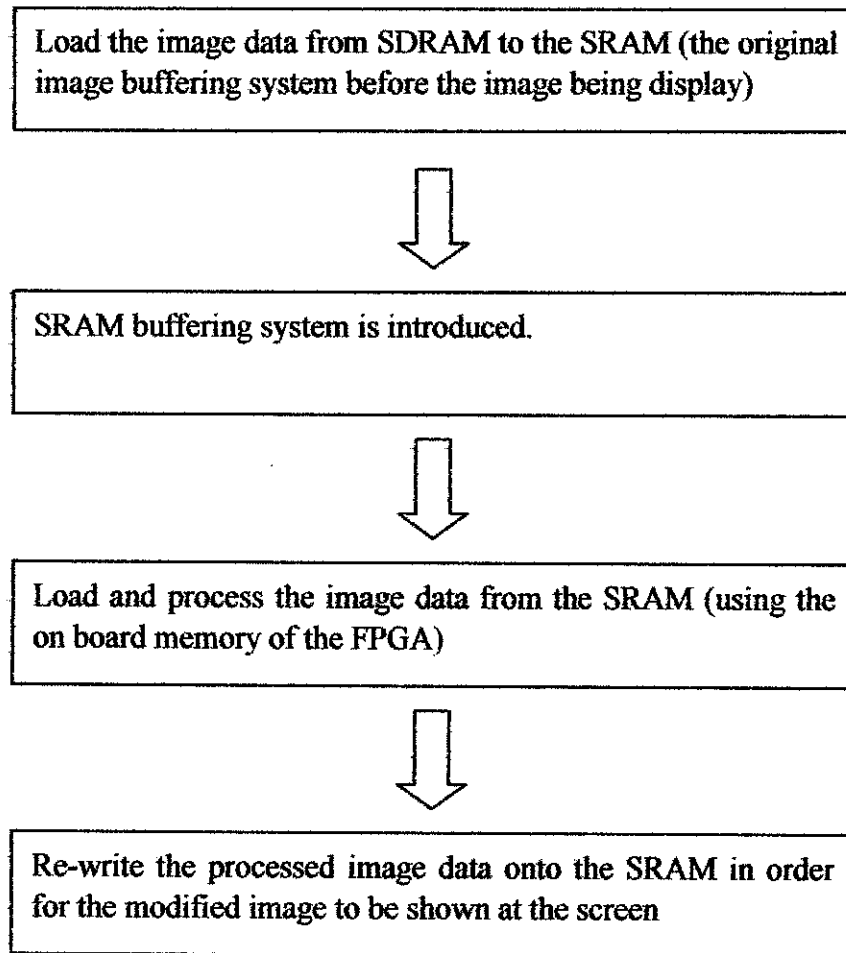 Load the image data from SDRAM to the SRAM (the original
image buffering system before the image being display)
SRAM buffering system is introduced.
Load and process the image data from the SRAM (using the
on board memory of the FPGA)
Re-write the processed image data onto the SRAM in order
for the modified image to be shown at the screen